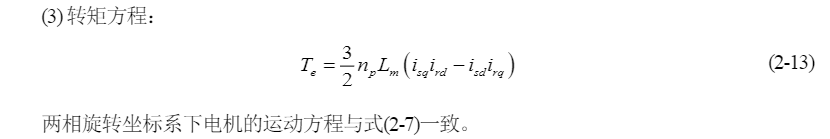 (3) 转矩方程：
T_e = \frac{3}{2} n_p L_m (i_{sq} i_{rd} − i_{sd} i_{rq}) (2-13)
两相旋转坐标系下电机的运动方程与式(2-7)一致。